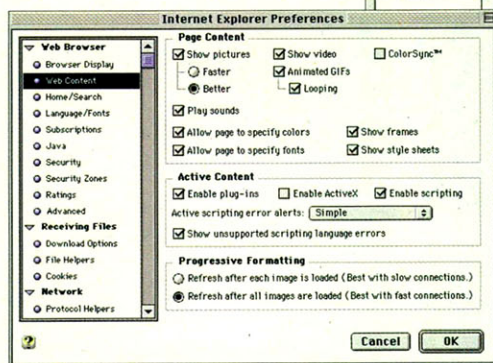 Internet Explorer Preferences
Web Browser
Browser Display
Web Content
Home/Search
Language/Fonts
Subscriptions
Java
Security
Security Zones
Ratings
Advanced
Receiving Files
Download Options
File Helpers
Cookies
Network
Protocol Helpers
Page Content
Show pictures Show video ColorSync™
Faster Animated GIFs
Better Looping
Play sounds
Allow page to specify colors Show frames
Allow page to specify fonts Show style sheets
Active Content
Enable plug-ins Enable ActiveX Enable scripting
Active scripting error alerts: Simple
Show unsupported scripting language errors
Progressive Formatting
Refresh after each image is loaded (Best with slow connections.)
Refresh after all images are loaded (Best with fast connections.)
?
Cancel OK